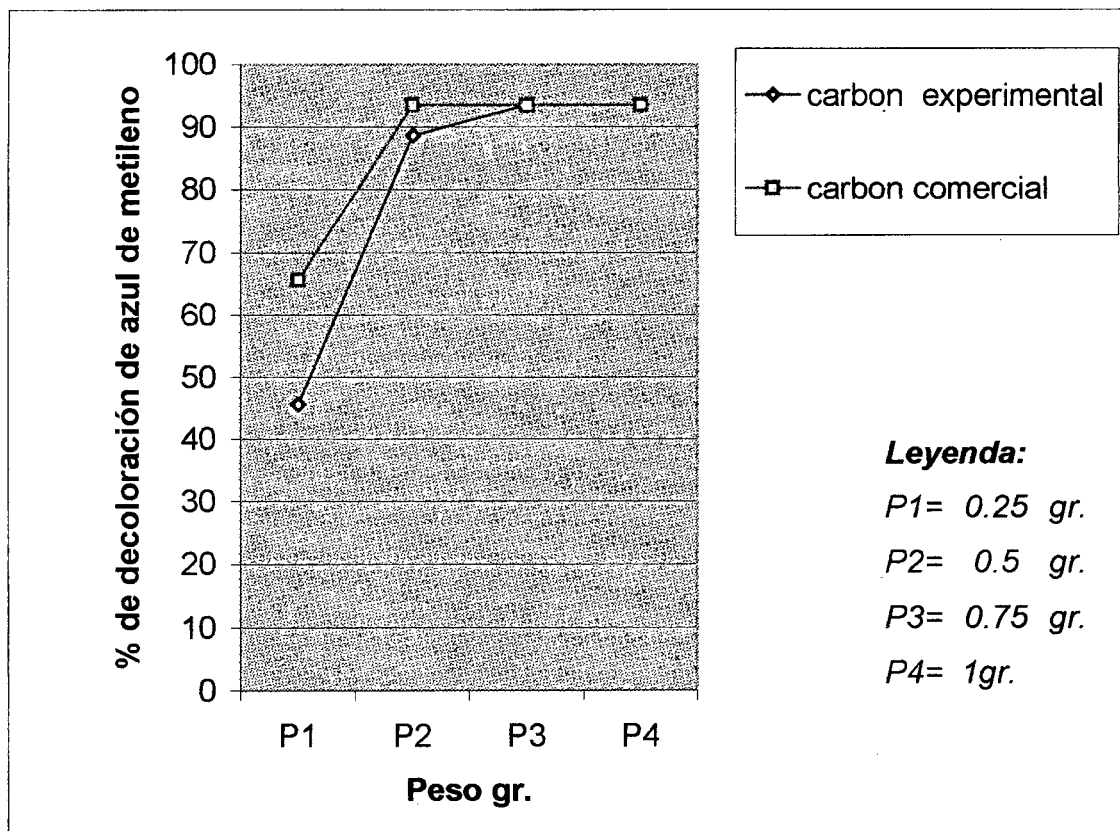 % de decoloración de azul de metileno
100
90
80
70
60
50
40
30
20
10
0
P1 P2 P3 P4
Peso gr.
carbon experimental
carbon comercial
Leyenda:
P1= 0.25 gr.
P2= 0.5 gr.
P3= 0.75 gr.
P4= 1gr.